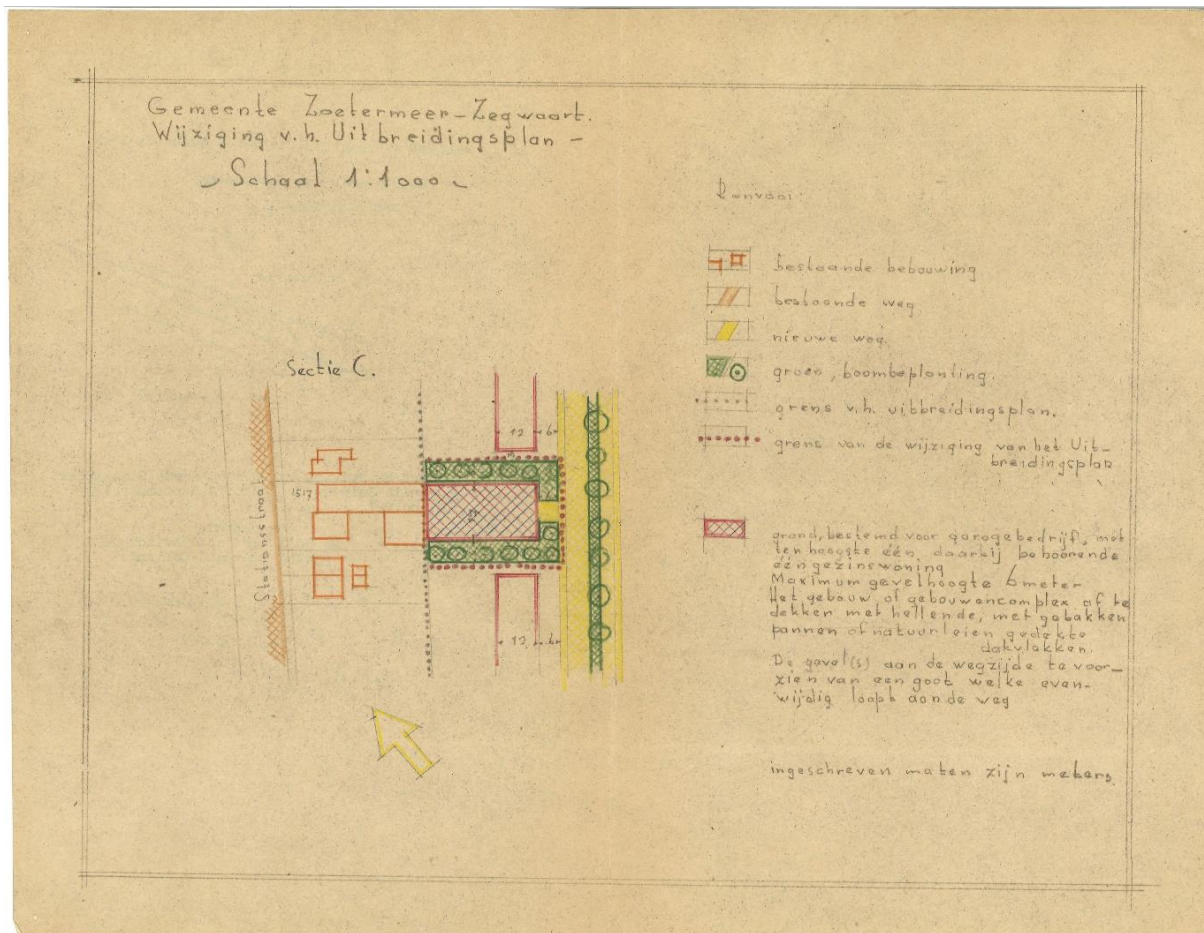 Gemeente Zoetermeer-Zegwaart.
Wijziging v.h. Uitbreidingsplan -
Schaal 1:1000
Renvooi
bestaande bebouwing
bestaande weg
nieuwe weg.
groen, boombeplanting.
grens v.h. uitbreidingsplan.
grens van de wijziging van het Uit-
breidingsplan
Sectie C.
12 6
1517
Stationsstraat
12 6
grond, bestemd voor garagebedrijf, met
ten hoogste één daarbij behoorende
ééngezinswoning
Maximum gevelhoogte 6 meter
Het gebouw of gebouwencomplex af te
dekken met hellende, met gebakken
pannen of natuurleien gedekte
dakvlakken.
De gevel(s) aan de wegzijde te voor-
zien van een goot welke even-
wijdig loopt aan de weg
ingeschreven maten zijn meters.